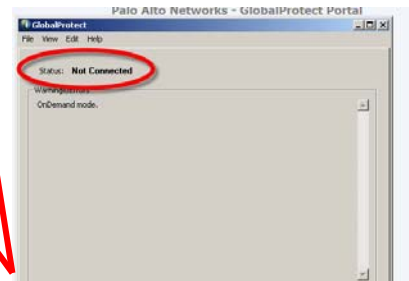 Palo Alto Networks - GlobalProtect Portal
GlobalProtect
File View Edit Help
Status: Not Connected
Warnings/Errors
OnDemand mode.